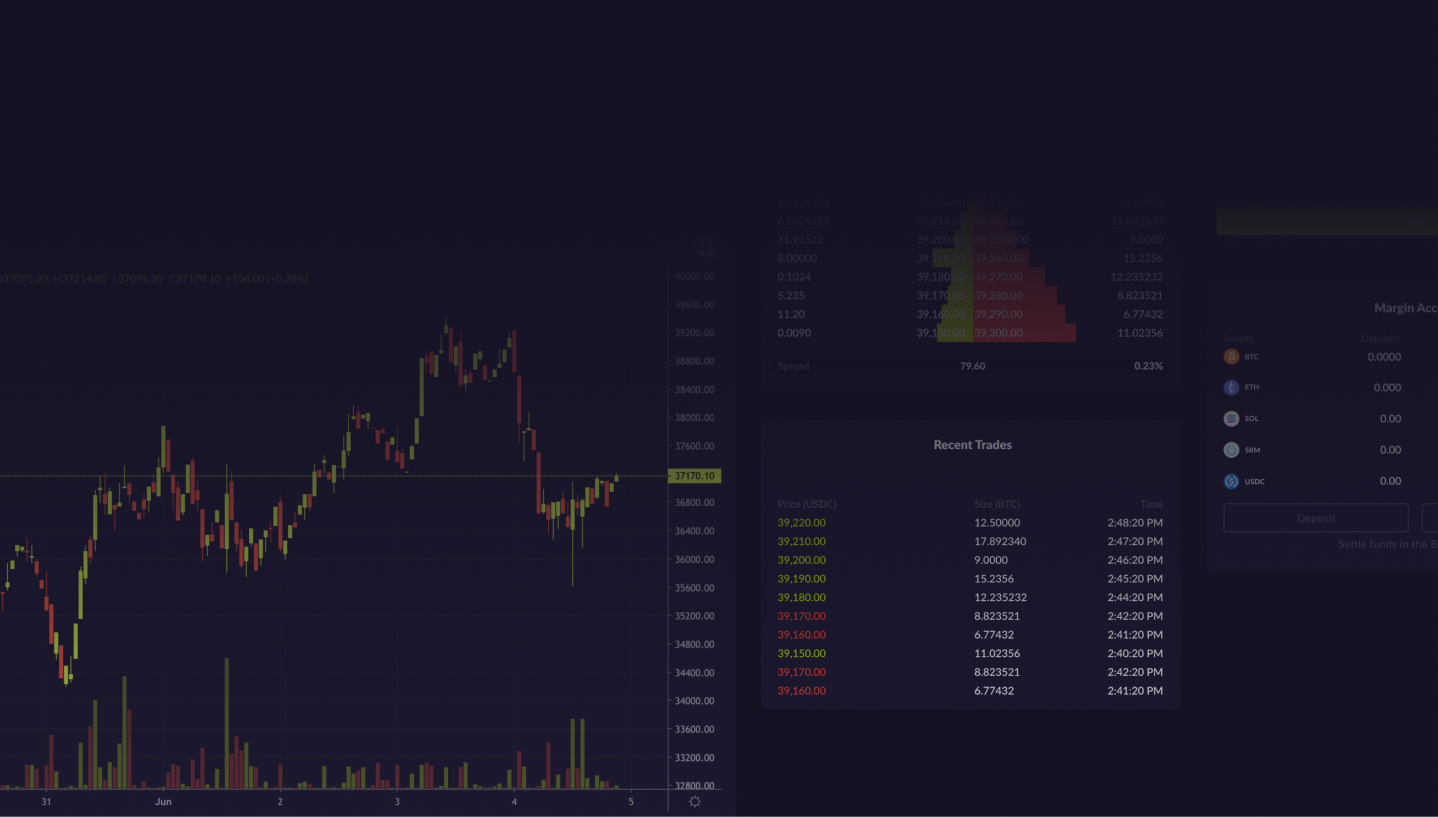 O37095.20 H37214.80 L37095.20 C37170.10 +104.00 (+0.28%)
40000.00
39600.00
39200.00
38800.00
38400.00
38000.00
37600.00
37170.10
36800.00
36400.00
36000.00
35600.00
35200.00
34800.00
34400.00
34000.00
33600.00
33200.00
32800.00
31 Jun 2 3 4 5
0.1024523 39,210.00 17.892340
11.93522 39,200.00 9.0000
8.00000 39,190.00 39,260.00 15.2356
0.1024 39,180.00 39,270.00 12.235232
5.235 39,170.00 39,280.00 8.823521
11.20 39,160.00 39,290.00 6.77432
0.0090 39,150.00 39,300.00 11.02356
Spread 79.60 0.23%
Recent Trades
Price (USDC) Size (BTC) Time
39,220.00 12.50000 2:48:20 PM
39,210.00 17.892340 2:47:20 PM
39,200.00 9.0000 2:46:20 PM
39,190.00 15.2356 2:45:20 PM
39,180.00 12.235232 2:44:20 PM
39,170.00 8.823521 2:42:20 PM
39,160.00 6.77432 2:41:20 PM
39,150.00 11.02356 2:40:20 PM
39,170.00 8.823521 2:42:20 PM
39,160.00 6.77432 2:41:20 PM
Margin Acc
Assets Deposits
BTC 0.0000
ETH 0.000
SOL 0.00
SRM 0.00
USDC 0.00
Deposit
Settle funds in the B